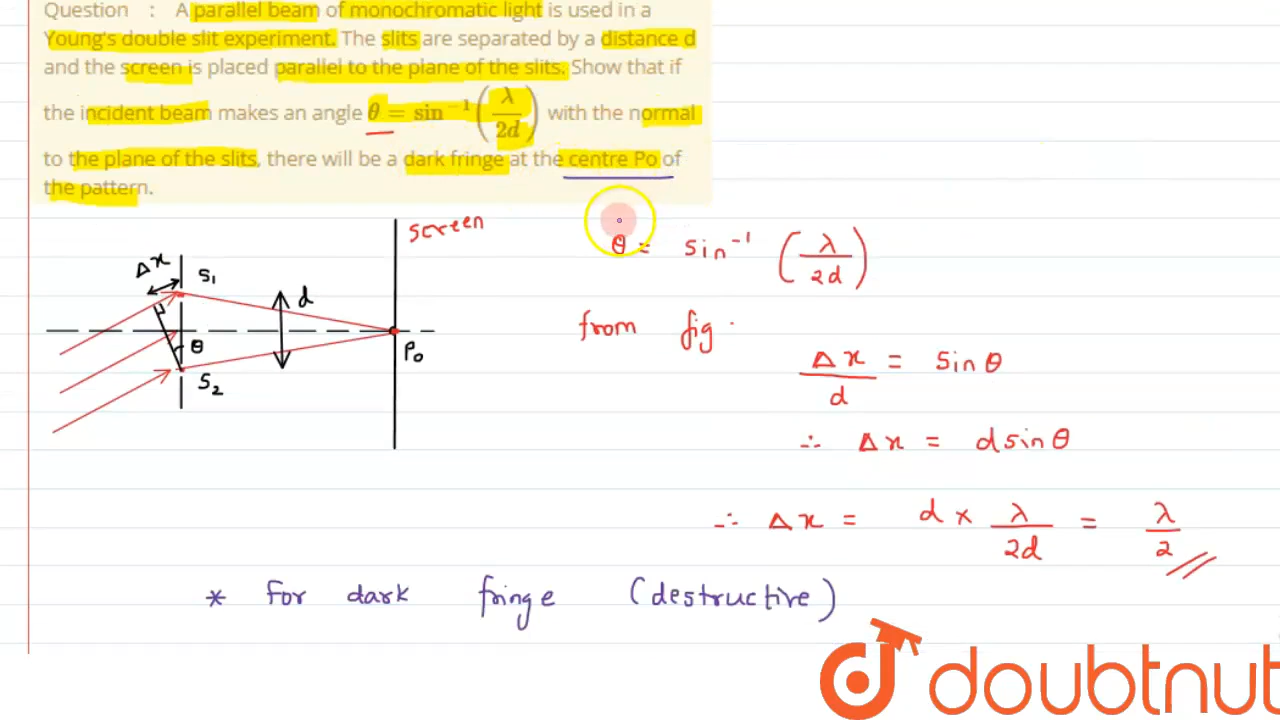 Question : A parallel beam of monochromatic light is used in a
Young's double slit experiment. The slits are separated by a distance d
and the screen is placed parallel to the plane of the slits. Show that if
the incident beam makes an angle θ = sin⁻¹(λ/2d) with the normal
to the plane of the slits, there will be a dark fringe at the centre Po of
the pattern.
screen
Δx
S₁
d
θ
P₀
S₂
θ = sin⁻¹ (λ/2d)
from fig.
Δx/d = sinθ
∴ Δx = d sinθ
∴ Δx = d × λ/2d = λ/2
* For dark fringe (destructive)
doubtnut